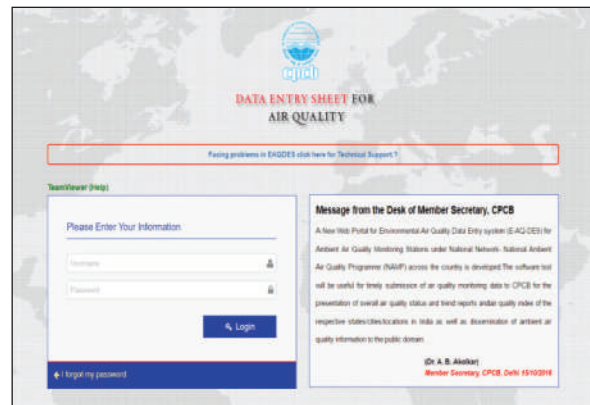 cpcb
DATA ENTRY SHEET FOR
AIR QUALITY
Facing problems in EAQDES click here for Technical Support ?
TeamViewer (Help)
Please Enter Your Information
Username
Password
Login
I forgot my password
Message from the Desk of Member Secretary, CPCB
A New Web Portal for Environmental Air Quality Data Entry system (E-AQ-DES) for
Ambient Air Quality Monitoring Stations under National Network- National Ambient
Air Quality Programme (NAMP) across the country is developed.The software tool
will be useful for timely submission of air quality monitoring data to CPCB for the
presentation of overall air quality status and trend reports and/air quality index of the
respective states/cities/locations in India as well as dissemination of ambient air
quality information to the public domain
(Dr. A. B. Akolkar)
Member Secretary, CPCB, Delhi 15/10/2016